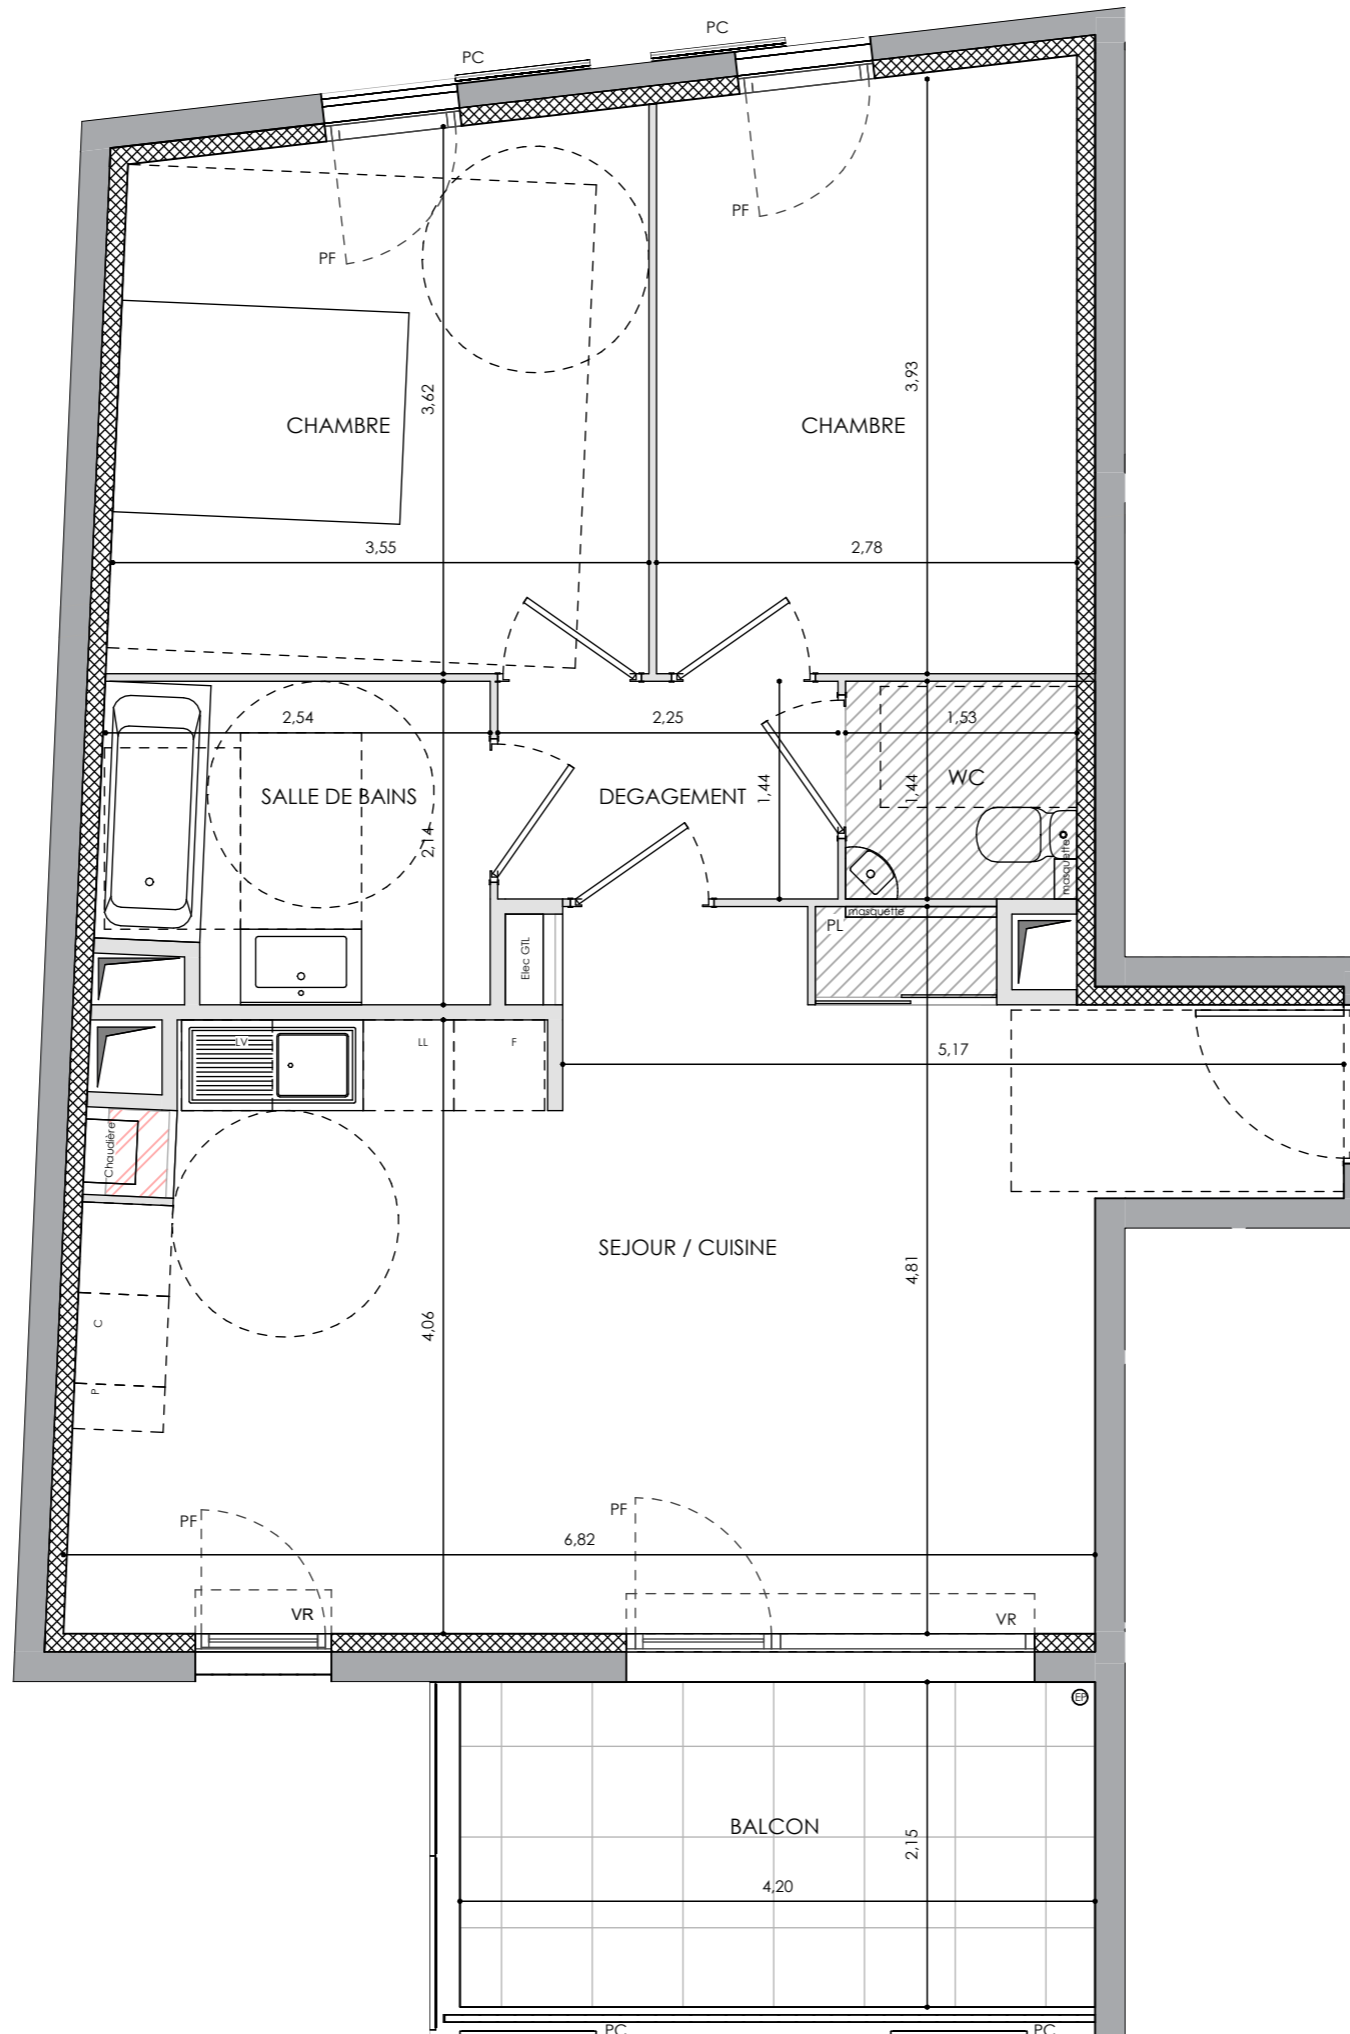 PC
PC
PF
PF
3,62
3,93
CHAMBRE
CHAMBRE
3,55
2,78
2,54
2,25
1,53
SALLE DE BAINS
DEGAGEMENT
WC
1,44
1,44
2,14
masquette
masquette
PL
Elec GTL
LV
LL
F
5,17
Chaudière
SEJOUR / CUISINE
4,81
4,06
C
P
PF
PF
6,82
VR
VR
EP
BALCON
2,15
4,20
PC
PC